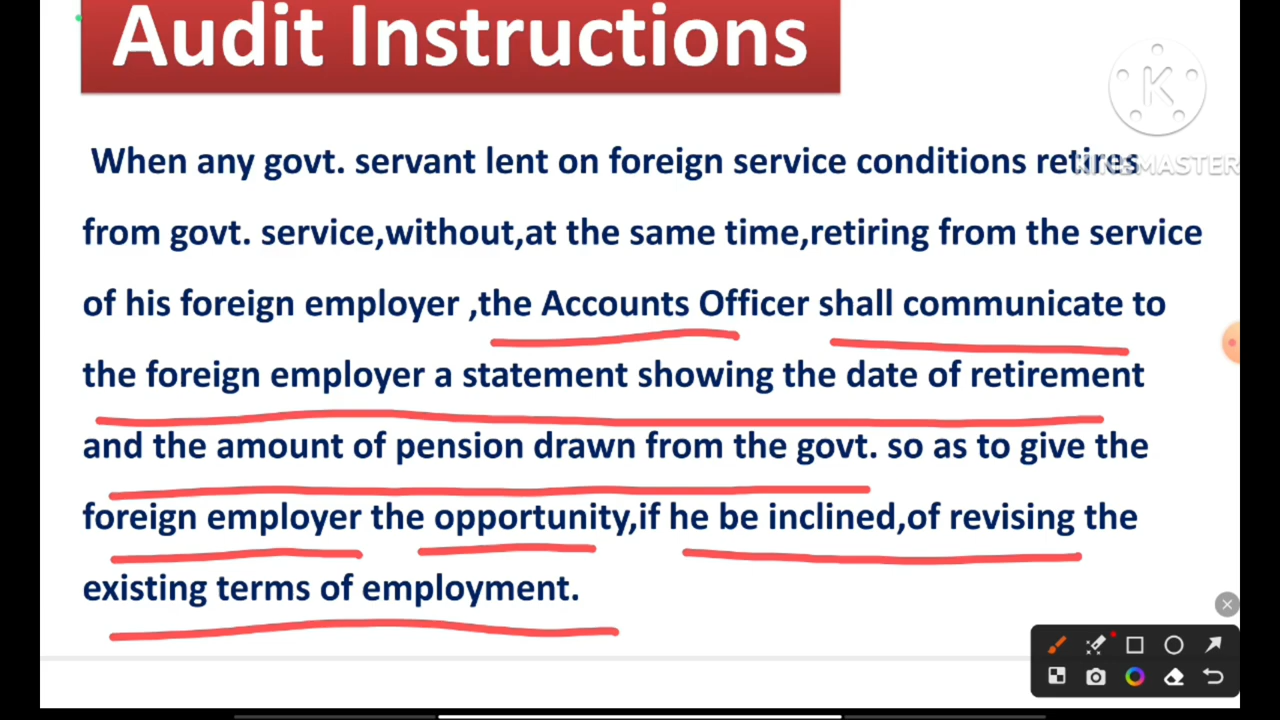 Audit Instructions
K
KINEMASTER
When any govt. servant lent on foreign service conditions retires
from govt. service,without,at the same time,retiring from the service
of his foreign employer ,the Accounts Officer shall communicate to
the foreign employer a statement showing the date of retirement
and the amount of pension drawn from the govt. so as to give the
foreign employer the opportunity,if he be inclined,of revising the
existing terms of employment.